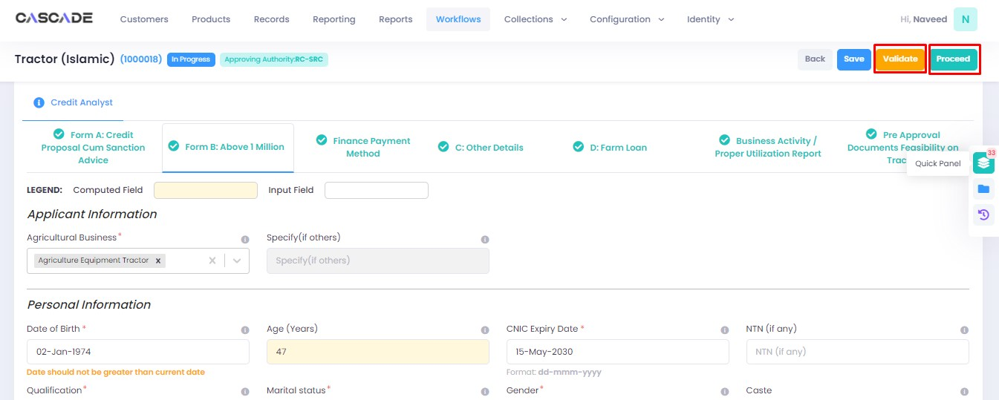 CASCADE
Customers Products Records Reporting Reports Workflows Collections Configuration Identity Hi, Naveed N
Tractor (Islamic) (1000018) In Progress Approving Authority:RC-SRC Back Save Validate Proceed
Credit Analyst
Form A: Credit
Proposal Cum Sanction
Advice
Form B: Above 1 Million
Finance Payment
Method
C: Other Details
D: Farm Loan
Business Activity /
Proper Utilization Report
Pre Approval
Documents Feasibility on
Trac
Quick Panel
33
LEGEND: Computed Field Input Field
Applicant Information
Agricultural Business* Specify(if others)
Agriculture Equipment Tractor x Specify(if others)
Personal Information
Date of Birth * Age (Years) CNIC Expiry Date * NTN (if any)
02-Jan-1974 47 15-May-2030 NTN (if any)
Date should not be greater than current date Format: dd-mmm-yyyy
Qualification* Marital status* Gender* Caste